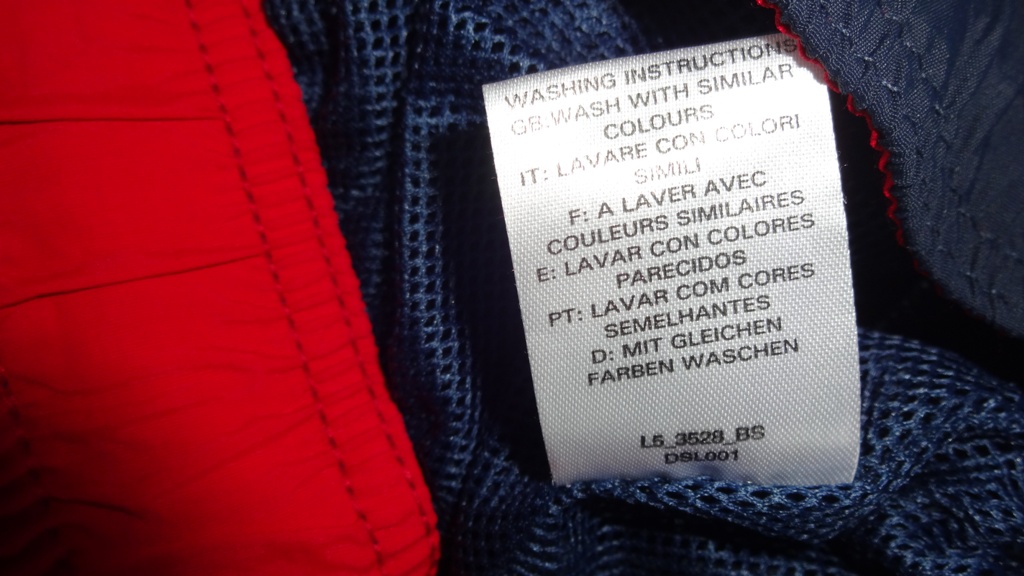 WASHING INSTRUCTIONS
GB.WASH WITH SIMILAR
COLOURS
IT: LAVARE CON COLORI
SIMILI
F: A LAVER AVEC
COULEURS SIMILAIRES
E: LAVAR CON COLORES
PARECIDOS
PT: LAVAR COM CORES
SEMELHANTES
D: MIT GLEICHEN
FARBEN WASCHEN
L5_3528_BS
DSL001